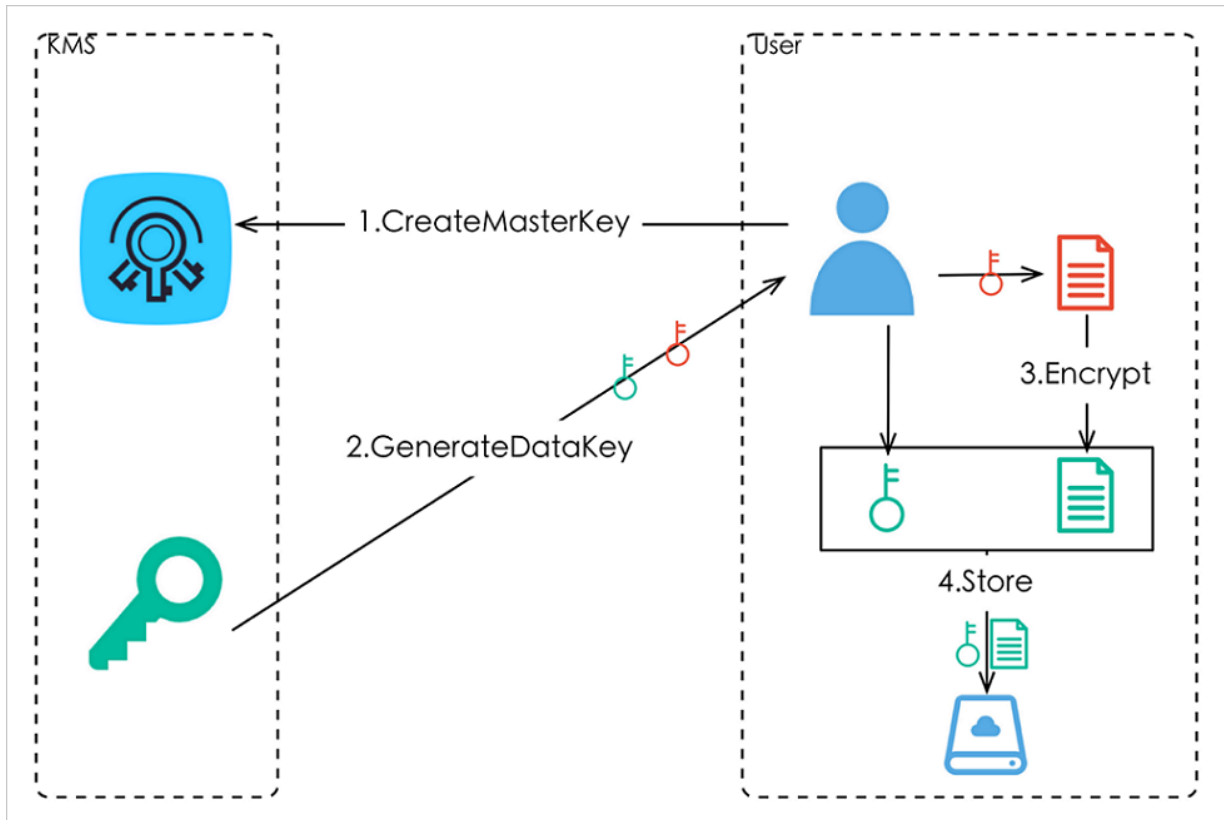 KMS
User
1.CreateMasterKey
3.Encrypt
2.GenerateDataKey
4.Store